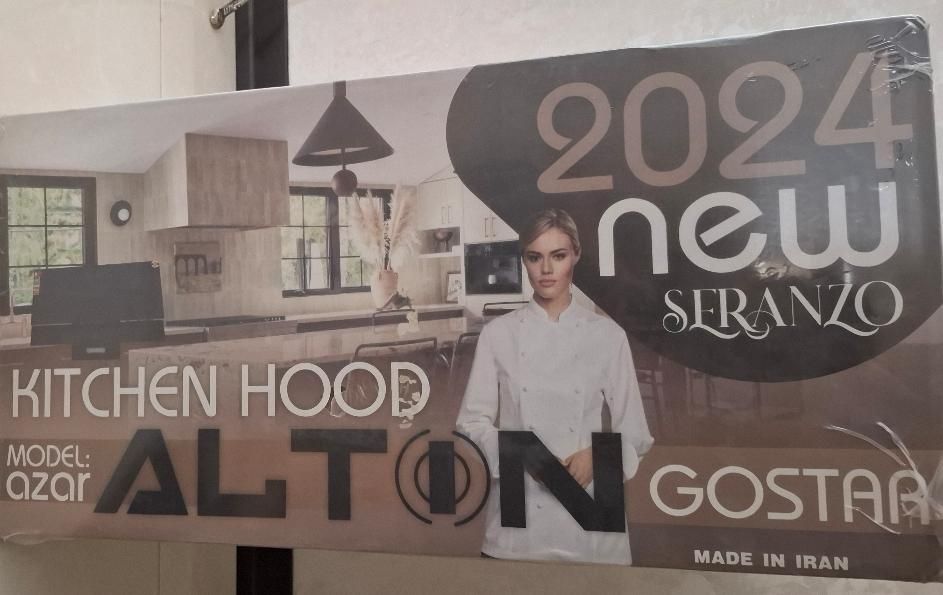 2024
new
SERANZO
KITCHEN HOOD
MODEL:
azar
ALTON
GOSTAR
MADE IN IRAN